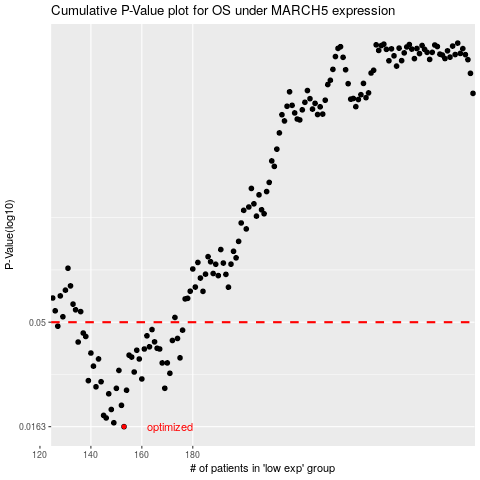 Cumulative P-Value plot for OS under MARCH5 expression
P-Value(log10)
0.05
0.0163
optimized
120 140 160 180
# of patients in 'low exp' group